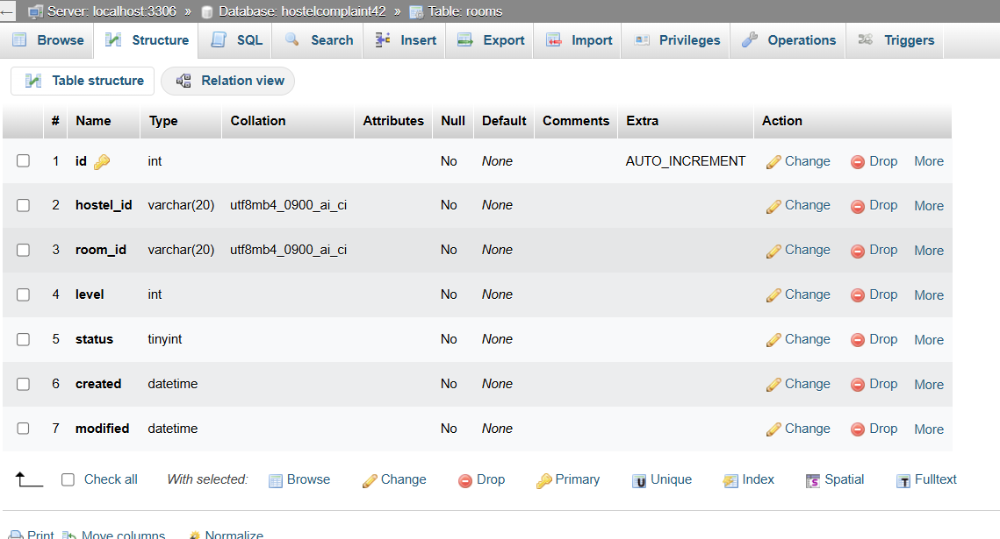 ← Server: localhost:3306 » Database: hostelcomplaint42 » Table: rooms
Browse Structure SQL Search Insert Export Import Privileges Operations Triggers
Table structure Relation view
# Name Type Collation Attributes Null Default Comments Extra Action
1 id int No None AUTO_INCREMENT Change Drop More
2 hostel_id varchar(20) utf8mb4_0900_ai_ci No None Change Drop More
3 room_id varchar(20) utf8mb4_0900_ai_ci No None Change Drop More
4 level int No None Change Drop More
5 status tinyint No None Change Drop More
6 created datetime No None Change Drop More
7 modified datetime No None Change Drop More
Check all With selected: Browse Change Drop Primary U Unique Index S Spatial T Fulltext
Print Move columns Normalize